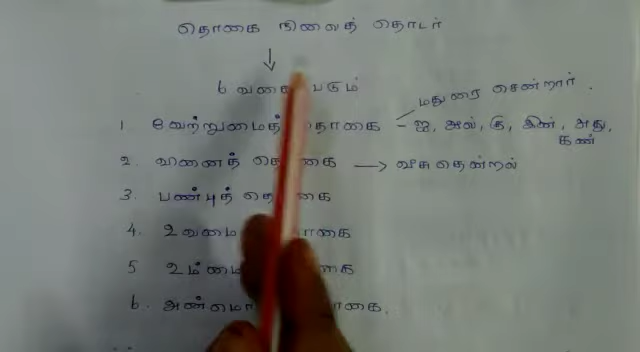 தொகை நிலைத் தொடர்
6 வகைபடும்
மதுரை சென்றார்.
1. வேற்றுமைத் தொகை - ஐ, ஆல், கு, இன், அது, கண்
2. வினைத் தொகை → வீசுதென்றல்
3. பண்புத் தொகை
4. உவமை
5 உம்மை
6.